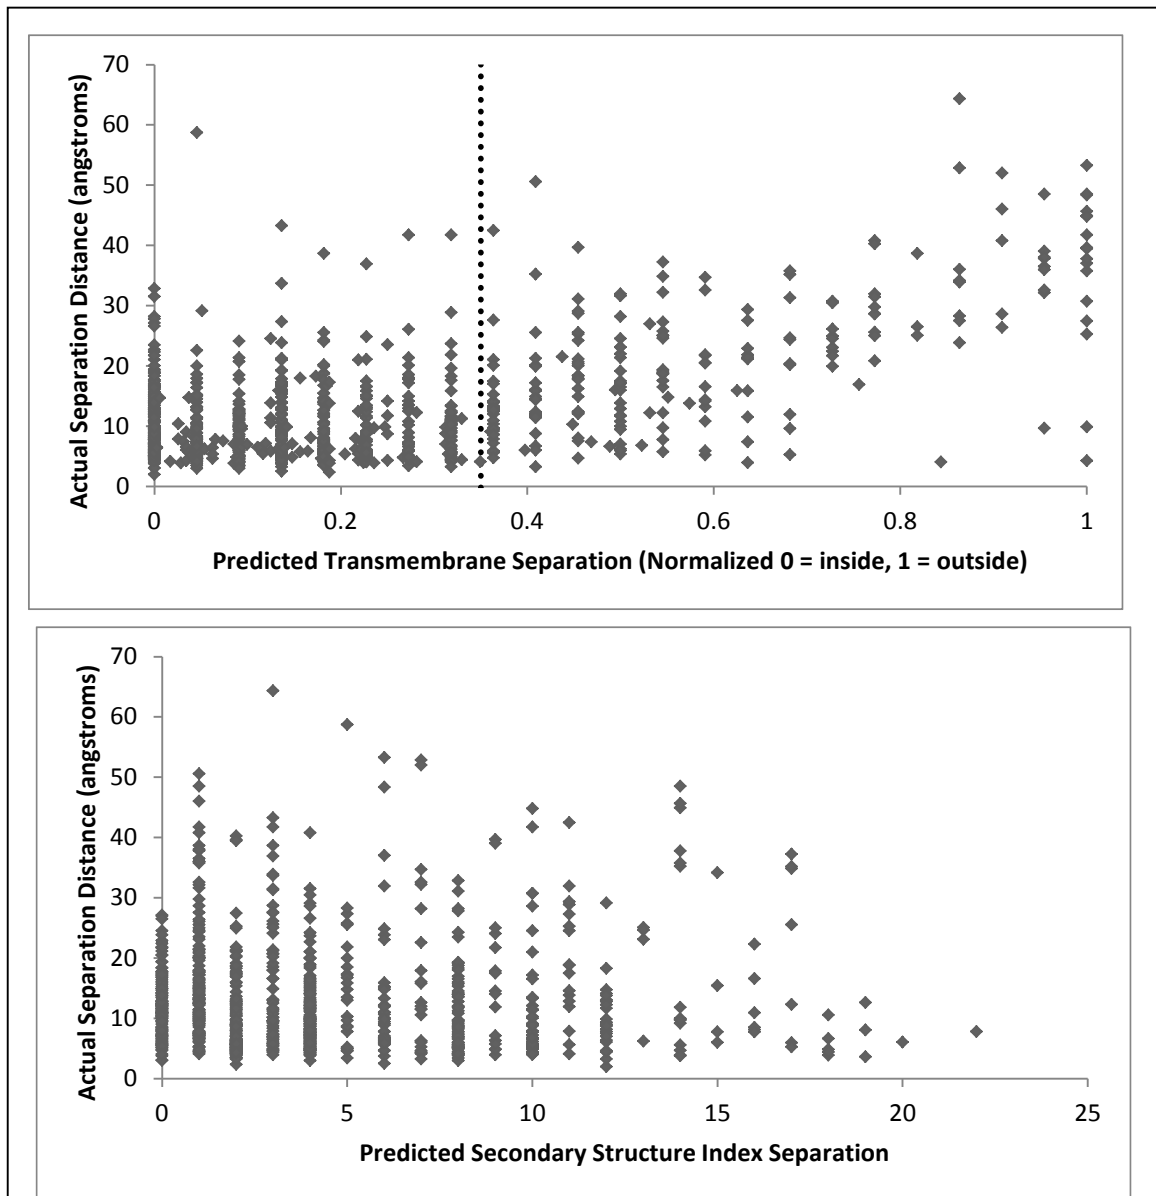 70
60
50
40
30
20
10
0
Actual Separation Distance (angstroms)
0 0.2 0.4 0.6 0.8 1
Predicted Transmembrane Separation (Normalized 0 = inside, 1 = outside)
70
60
50
40
30
20
10
0
Actual Separation Distance (angstroms)
0 5 10 15 20 25
Predicted Secondary Structure Index Separation